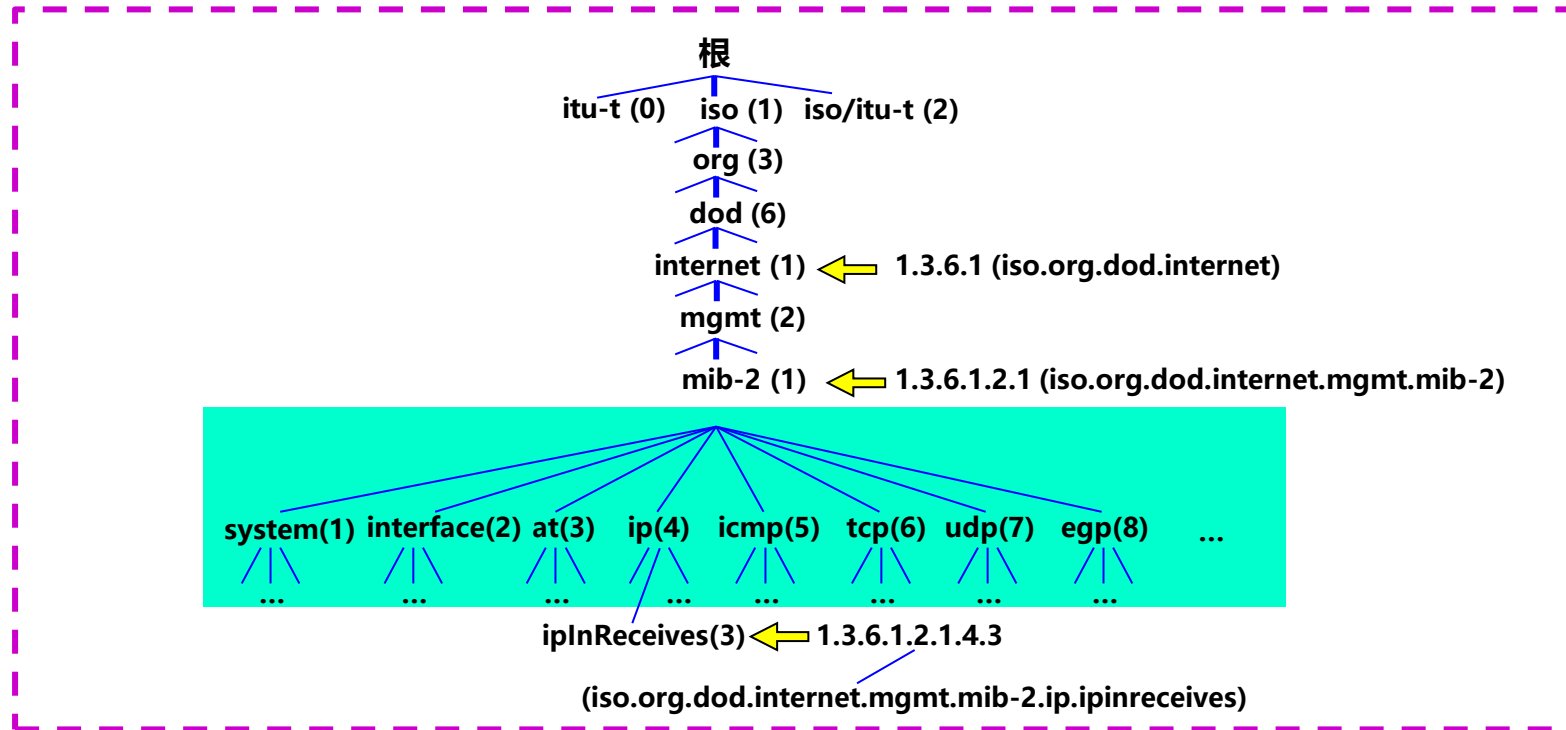 根
itu-t (0) iso (1) iso/itu-t (2)
org (3)
dod (6)
internet (1) 1.3.6.1 (iso.org.dod.internet)
mgmt (2)
mib-2 (1) 1.3.6.1.2.1 (iso.org.dod.internet.mgmt.mib-2)
system(1) interface(2) at(3) ip(4) icmp(5) tcp(6) udp(7) egp(8) ...
... ... ... ... ... ... ... ...
ipInReceives(3) 1.3.6.1.2.1.4.3
(iso.org.dod.internet.mgmt.mib-2.ip.ipinreceives)